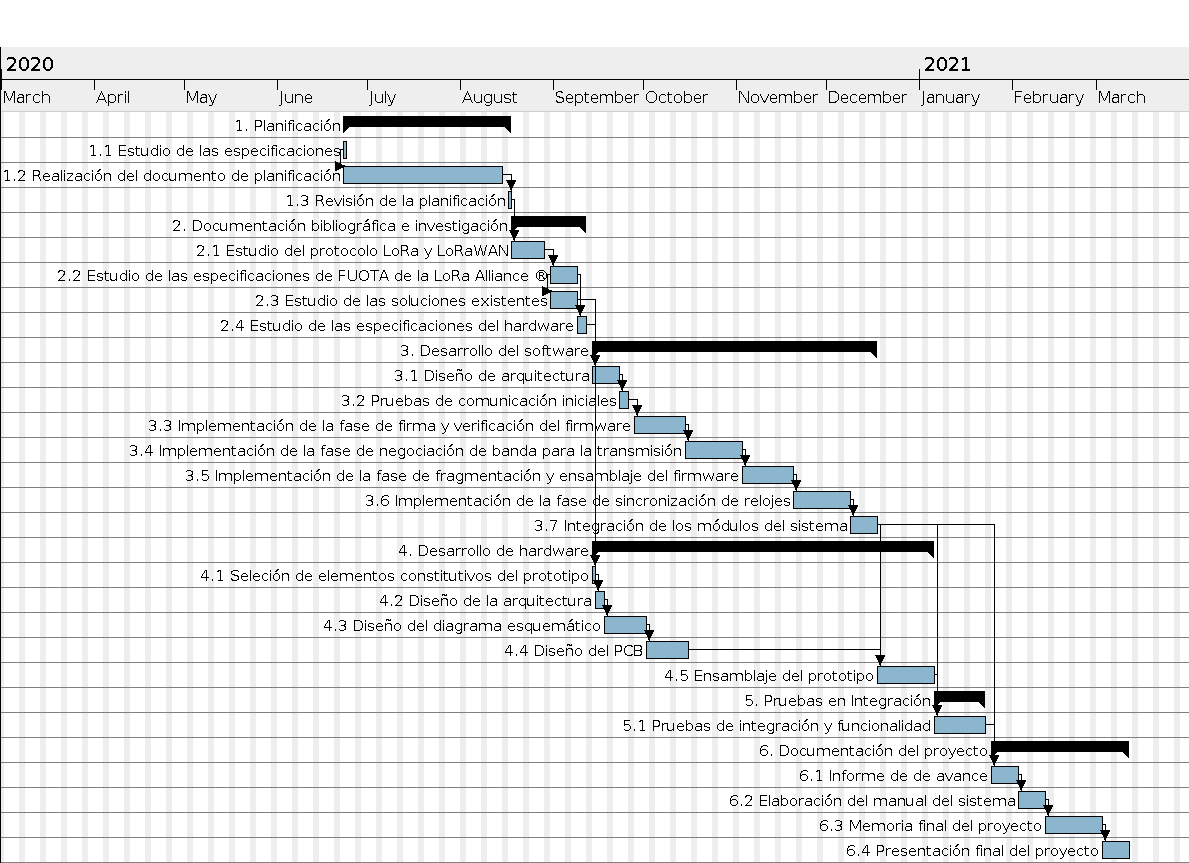 2020 2021
March April May June July August September October November December January February March
1. Planificación
1.1 Estudio de las especificaciones
1.2 Realización del documento de planificación
1.3 Revisión de la planificación
2. Documentación bibliográfica e investigación
2.1 Estudio del protocolo LoRa y LoRaWAN
2.2 Estudio de las especificaciones de FUOTA de la LoRa Alliance ®
2.3 Estudio de las soluciones existentes
2.4 Estudio de las especificaciones del hardware
3. Desarrollo del software
3.1 Diseño de arquitectura
3.2 Pruebas de comunicación iniciales
3.3 Implementación de la fase de firma y verificación del firmware
3.4 Implementación de la fase de negociación de banda para la transmisión
3.5 Implementación de la fase de fragmentación y ensamblaje del firmware
3.6 Implementación de la fase de sincronización de relojes
3.7 Integración de los módulos del sistema
4. Desarrollo de hardware
4.1 Seleción de elementos constitutivos del prototipo
4.2 Diseño de la arquitectura
4.3 Diseño del diagrama esquemático
4.4 Diseño del PCB
4.5 Ensamblaje del prototipo
5. Pruebas en Integración
5.1 Pruebas de integración y funcionalidad
6. Documentación del proyecto
6.1 Informe de de avance
6.2 Elaboración del manual del sistema
6.3 Memoria final del proyecto
6.4 Presentación final del proyecto